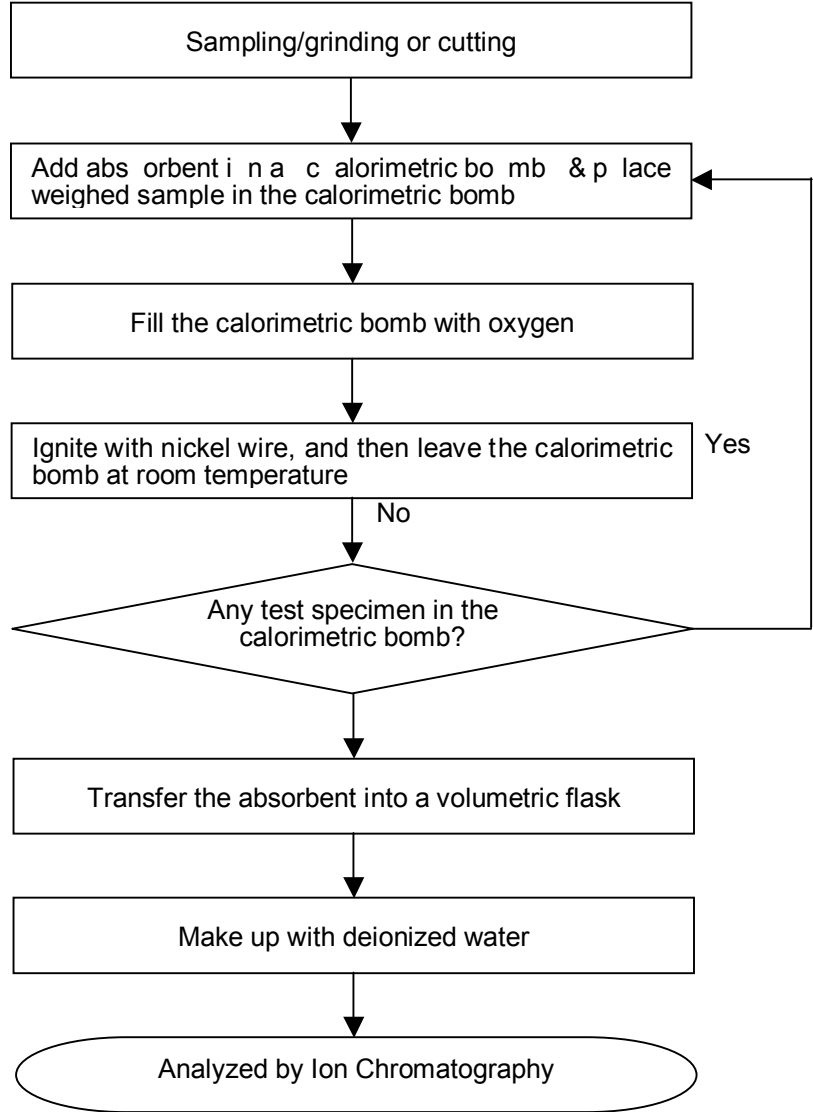 Sampling/grinding or cutting
Add abs orbent i n a c alorimetric bo mb & p lace
weighed sample in the calorimetric bomb
Fill the calorimetric bomb with oxygen
Ignite with nickel wire, and then leave the calorimetric
bomb at room temperature
Yes
No
Any test specimen in the
calorimetric bomb?
Transfer the absorbent into a volumetric flask
Make up with deionized water
Analyzed by Ion Chromatography